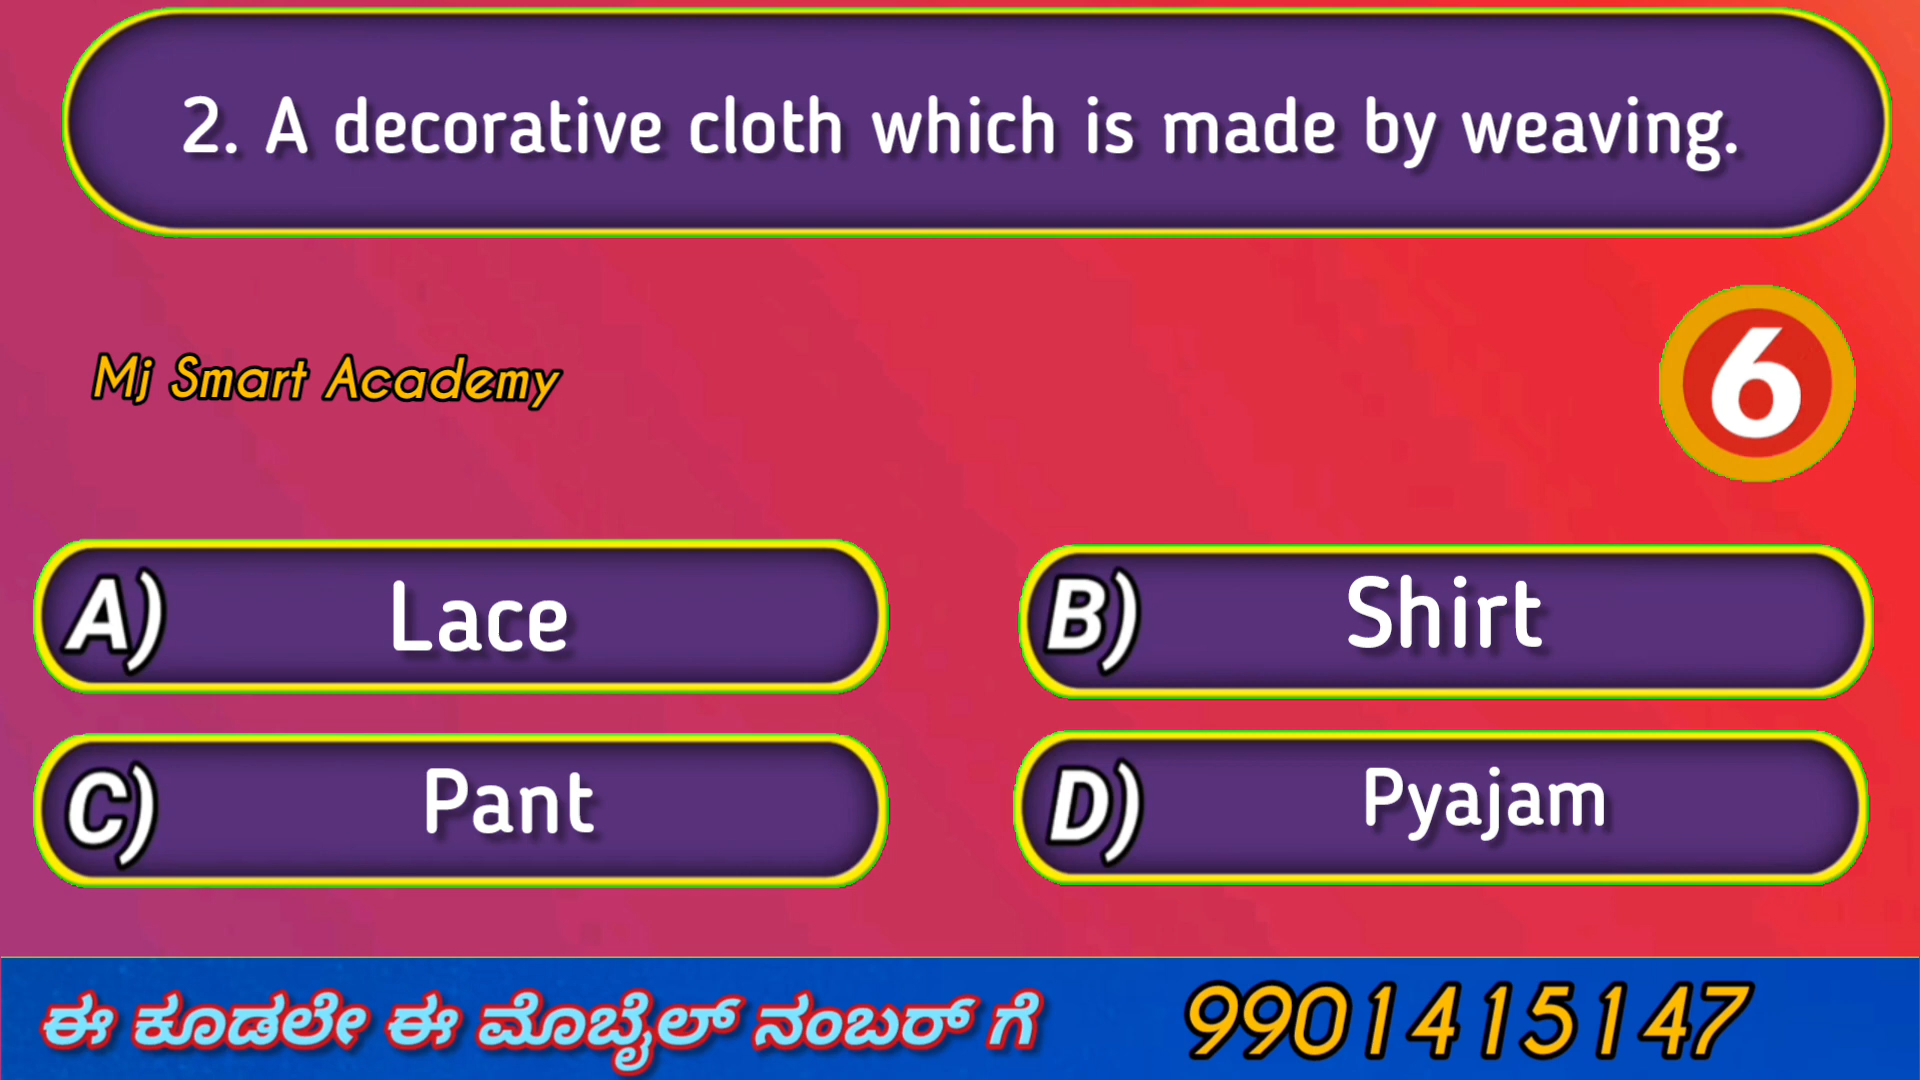 2. A decorative cloth which is made by weaving.
Mj Smart Academy
6
A) Lace
B) Shirt
C) Pant
D) Pyajam
ಈ ಕೂಡಲೇ ಈ ಮೊಬೈಲ್ ನಂಬರ್ ಗೆ 9901415147